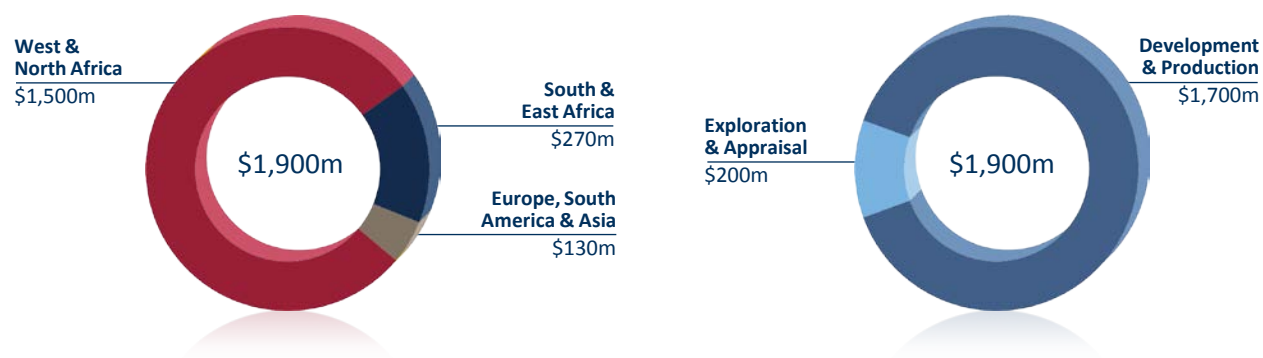 West &
North Africa
$1,500m
$1,900m
South &
East Africa
$270m
Europe, South
America & Asia
$130m
Exploration
& Appraisal
$200m
$1,900m
Development
& Production
$1,700m